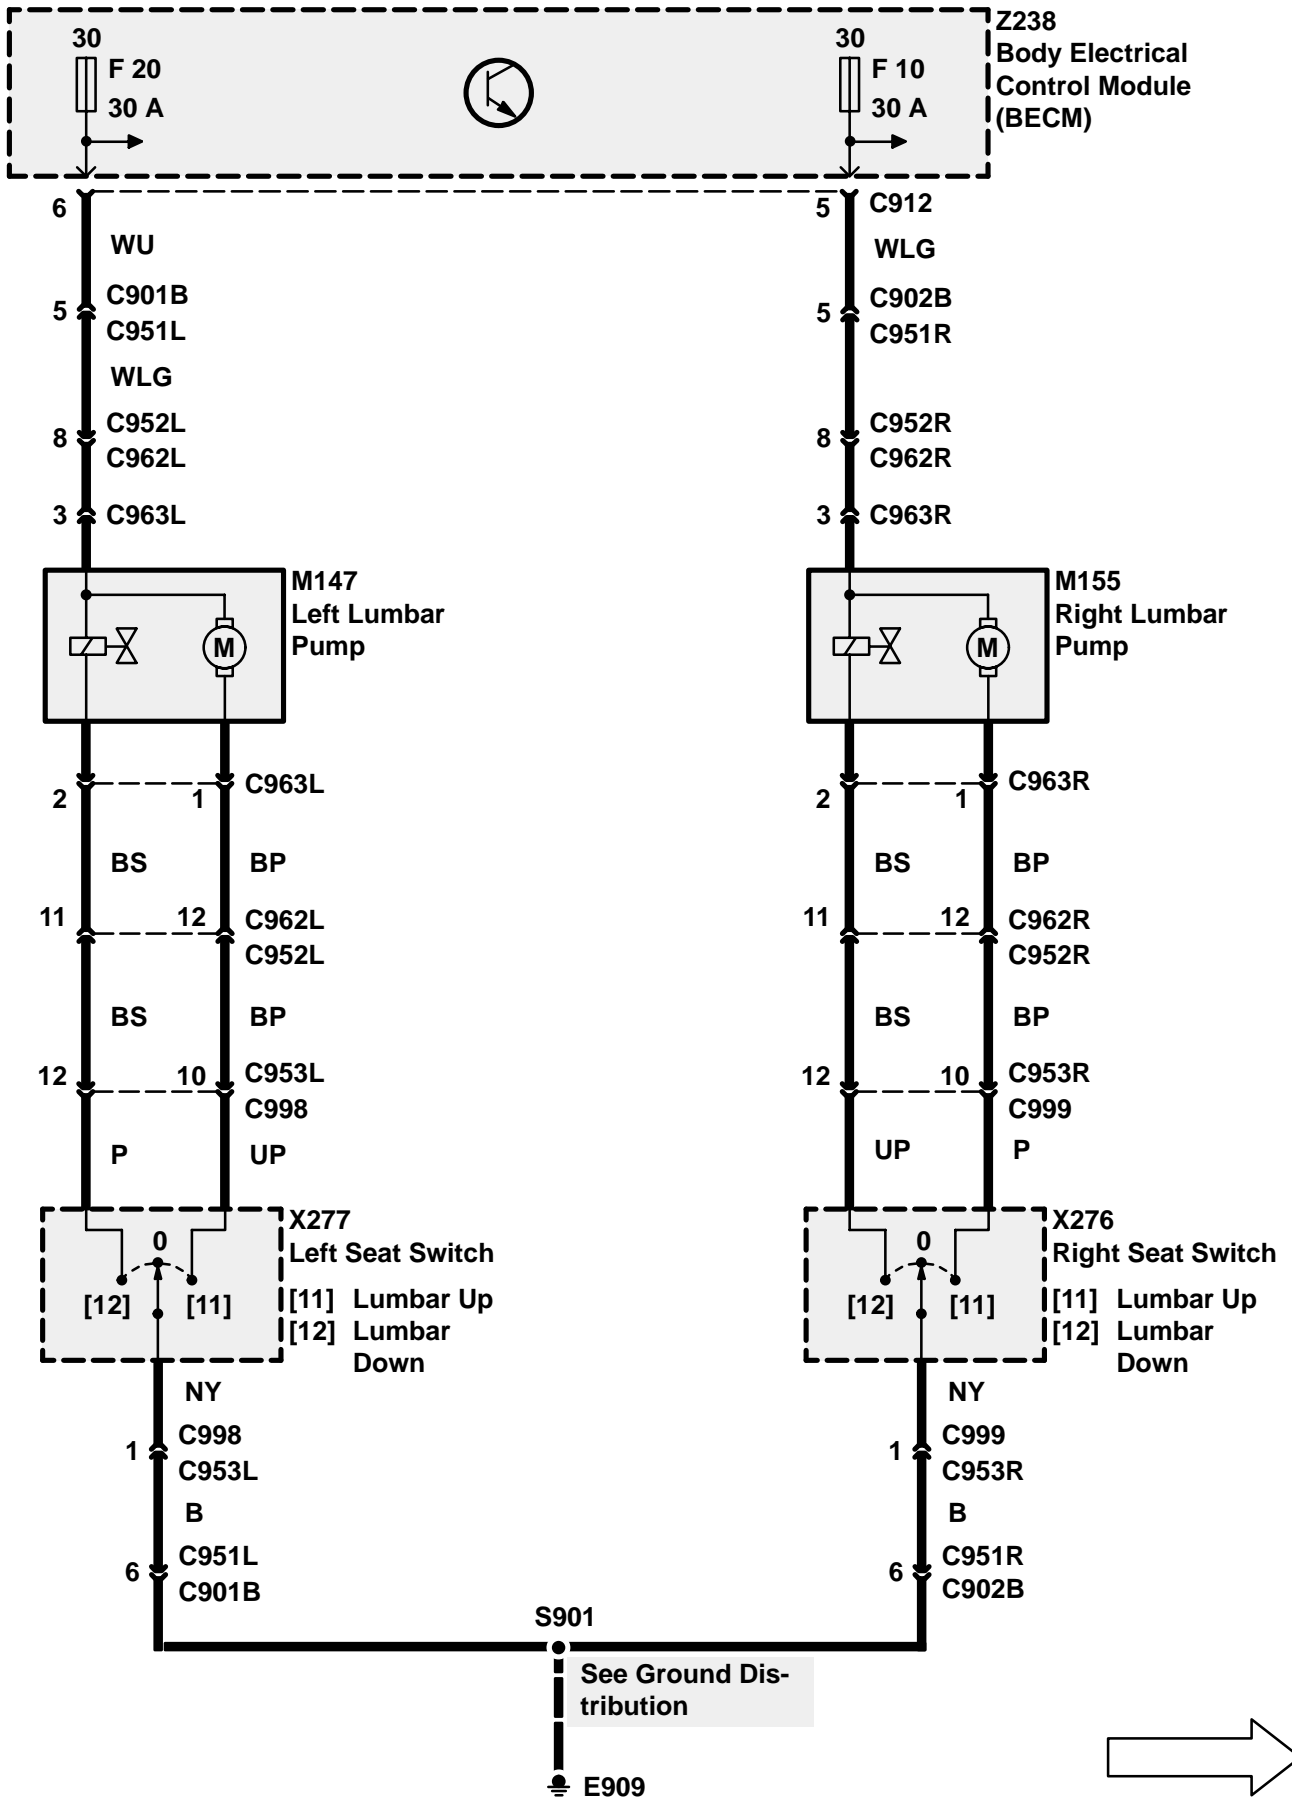 30
F 20
30 A
30
F 10
30 A
Z238
Body Electrical
Control Module
(BECM)
6
5
C912
WU
WLG
5
C901B
C951L
5
C902B
C951R
WLG
8
C952L
C962L
8
C952R
C962R
3
C963L
3
C963R
M147
Left Lumbar
Pump
M
M155
Right Lumbar
Pump
M
2
1
C963L
2
1
C963R
BS
BP
BS
BP
11
12
C962L
C952L
11
12
C962R
C952R
BS
BP
BS
BP
12
10
C953L
C998
12
10
C953R
C999
P
UP
UP
P
0
[12]
[11]
X277
Left Seat Switch
[11] Lumbar Up
[12] Lumbar
Down
0
[12]
[11]
X276
Right Seat Switch
[11] Lumbar Up
[12] Lumbar
Down
NY
NY
1
C998
C953L
1
C999
C953R
B
B
6
C951L
C901B
6
C951R
C902B
S901
See Ground Dis-
tribution
E909